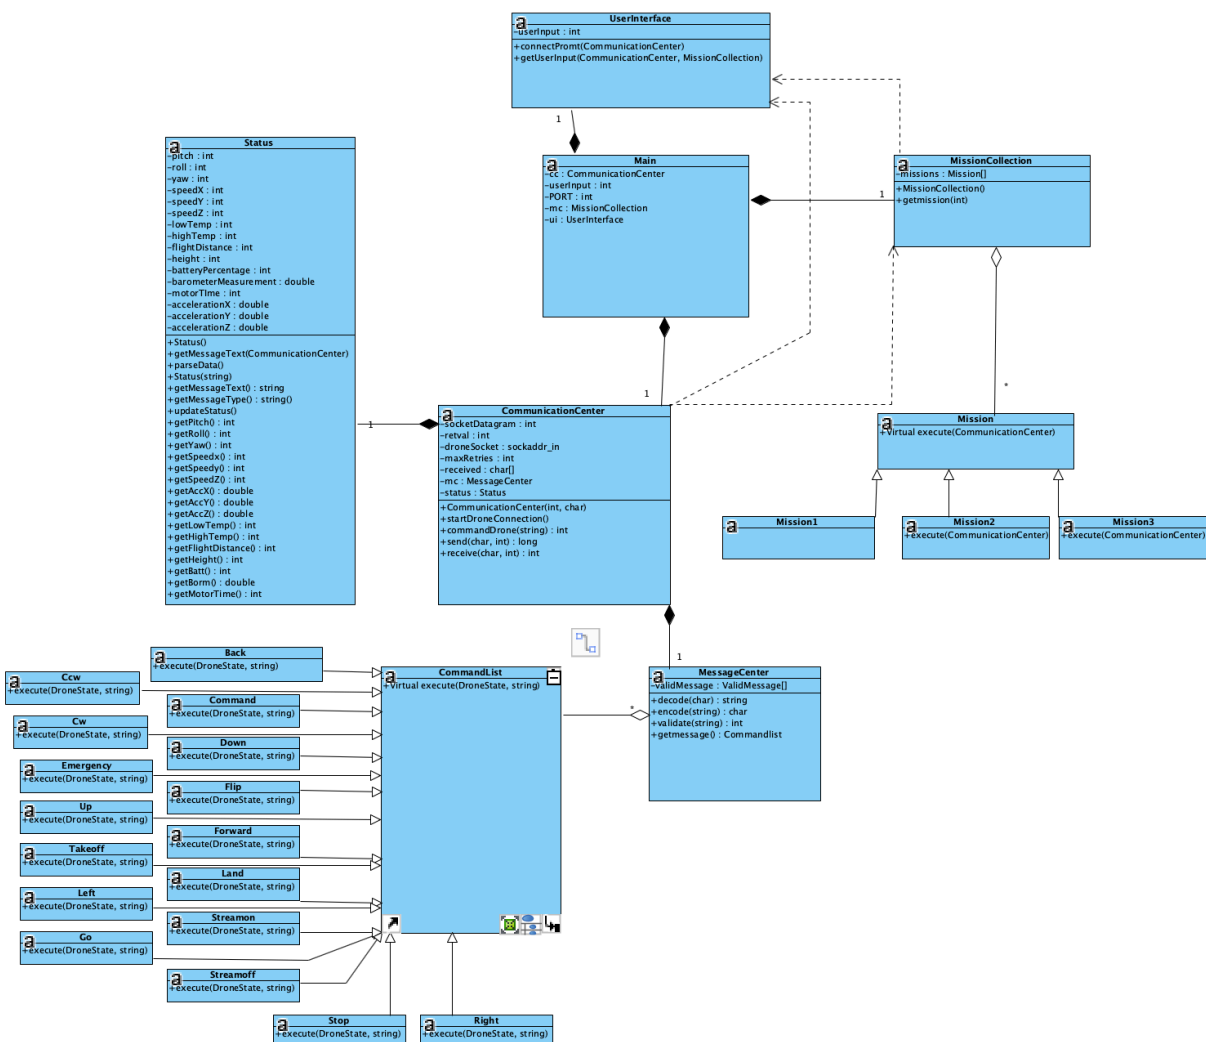 UserInterface
-userInput : int
+connectPromt(CommunicationCenter)
+getUserInput(CommunicationCenter, MissionCollection)
1
Status
-pitch : int
-roll : int
-yaw : int
-speedX : int
-speedY : int
-speedZ : int
-lowTemp : int
-highTemp : int
-flightDistance : int
-height : int
-batteryPercentage : int
-barometerMeasurement : double
-motorTIme : int
-accelerationX : double
-accelerationY : double
-accelerationZ : double
+Status()
+getMessageText(CommunicationCenter)
+parseData()
+Status(string)
+getMessageText() : string
+getMessageType() : string()
+updateStatus()
+getPitch() : int
+getRoll() : int
+getYaw() : int
+getSpeedx() : int
+getSpeedy() : int
+getSpeedZ() : int
+getAccX() : double
+getAccY() : double
+getAccZ() : double
+getLowTemp() : int
+getHighTemp() : int
+getFlightDistance() : int
+getHeight() : int
+getBatt() : int
+getBorm() : double
+getMotorTime() : int
Main
-cc : CommunicationCenter
-userInput : int
-PORT : int
-mc : MissionCollection
-ui : UserInterface
1
MissionCollection
-missions : Mission[]
+MissionCollection()
+getmission(int)
*
1
1
CommunicationCenter
-socketDatagram : int
-retval : int
-droneSocket : sockaddr_in
-maxRetries : int
-received : char[]
-mc : MessageCenter
-status : Status
+CommunicationCenter(int, char)
+startDroneConnection()
+commandDrone(string) : int
+send(char, int) : long
+receive(char, int) : int
Mission
+Virtual execute(CommunicationCenter)
Mission1
Mission2
+execute(CommunicationCenter)
Mission3
+execute(CommunicationCenter)
1
MessageCenter
-validMessage : ValidMessage[]
+decode(char) : string
+encode(string) : char
+validate(string) : int
+getmessage() : Commandlist
*
CommandList
+Virtual execute(DroneState, string)
Back
+execute(DroneState, string)
Ccw
+execute(DroneState, string)
Command
+execute(DroneState, string)
Cw
+execute(DroneState, string)
Down
+execute(DroneState, string)
Emergency
+execute(DroneState, string)
Flip
+execute(DroneState, string)
Up
+execute(DroneState, string)
Forward
+execute(DroneState, string)
Takeoff
+execute(DroneState, string)
Land
+execute(DroneState, string)
Left
+execute(DroneState, string)
Streamon
+execute(DroneState, string)
Go
+execute(DroneState, string)
Streamoff
+execute(DroneState, string)
Stop
+execute(DroneState, string)
Right
+execute(DroneState, string)